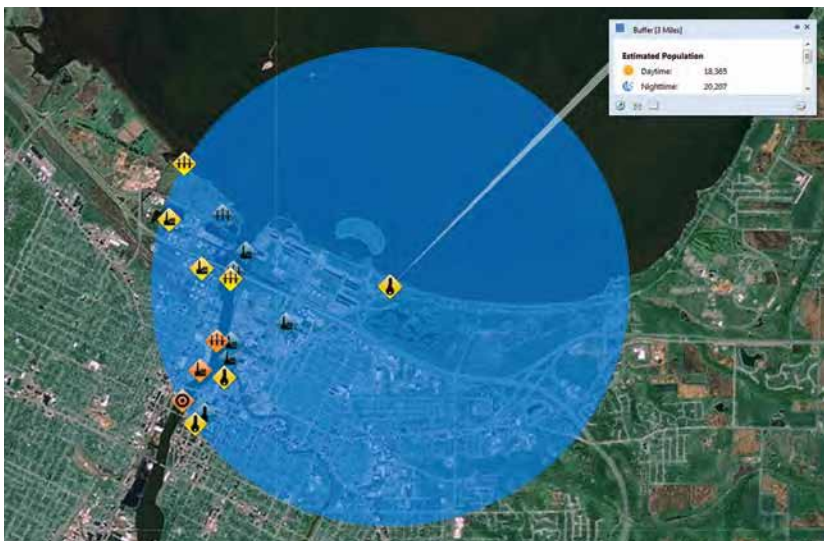 Buffer [3 Miles]
Estimated Population
Daytime: 18,365
Nighttime: 20,207